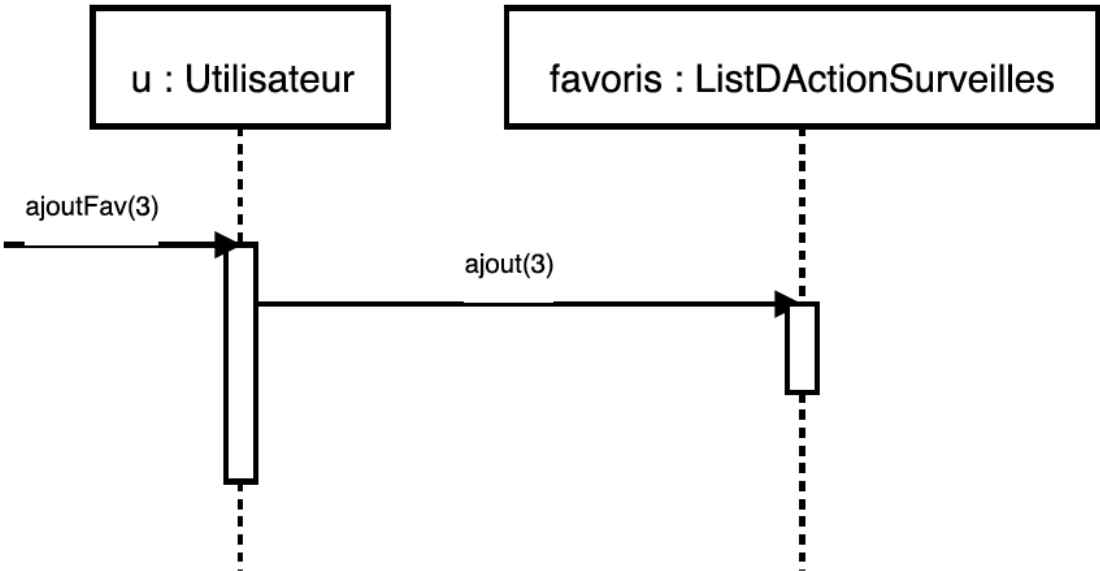 u : Utilisateur
favoris : ListDActionSurveilles
ajoutFav(3)
ajout(3)